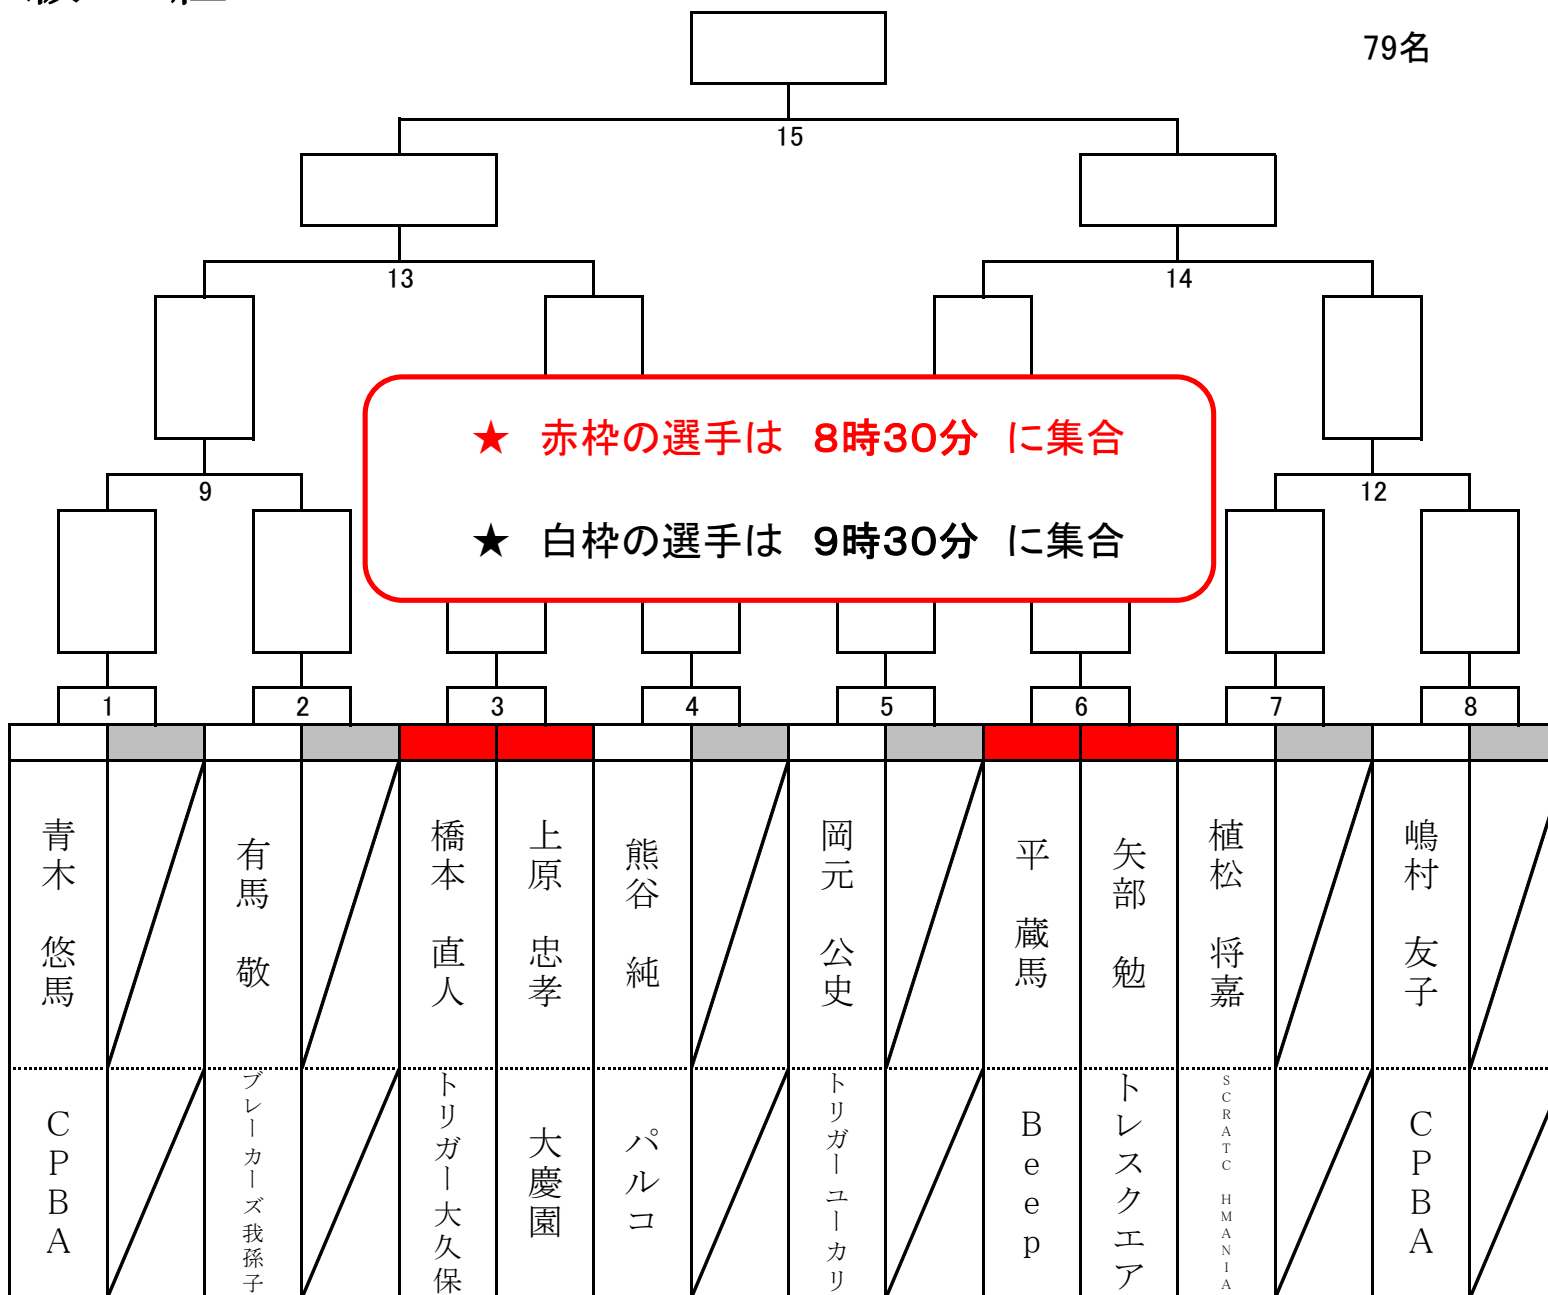 79名
15
13
14
★ 赤枠の選手は 8時30分 に集合
★ 白枠の選手は 9時30分 に集合
9
12
1
2
3
4
5
6
7
8
青木 悠馬
有馬 敬
橋本 直人
上原 忠孝
熊谷 純
岡元 公史
平 蔵馬
矢部 勉
植松 将嘉
嶋村 友子
CPBA
ブレーカーズ我孫子
トリガー大久保
大慶園
パルコ
トリガーユーカリ
Beep
トレスクエア
SCRATC HMANIA
CPBA